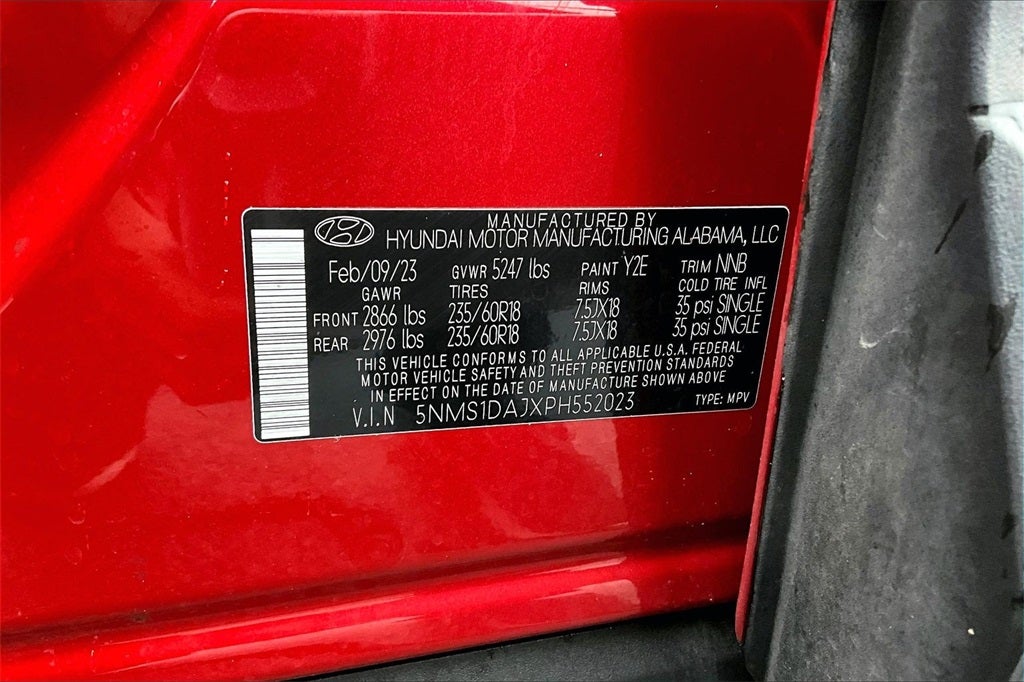 MANUFACTURED BY
HYUNDAI MOTOR MANUFACTURING ALABAMA, LLC
Feb/09/23 GVWR 5247 lbs PAINT Y2E TRIM NNB
GAWR TIRES RIMS COLD TIRE INFL
FRONT 2866 lbs 235/60R18 7.5JX18 35 psi SINGLE
REAR 2976 lbs 235/60R18 7.5JX18 35 psi SINGLE
THIS VEHICLE CONFORMS TO ALL APPLICABLE U.S.A. FEDERAL
MOTOR VEHICLE SAFETY AND THEFT PREVENTION STANDARDS
IN EFFECT ON THE DATE OF MANUFACTURE SHOWN ABOVE
V.I.N 5NMS1DAJXPH552023 TYPE: MPV